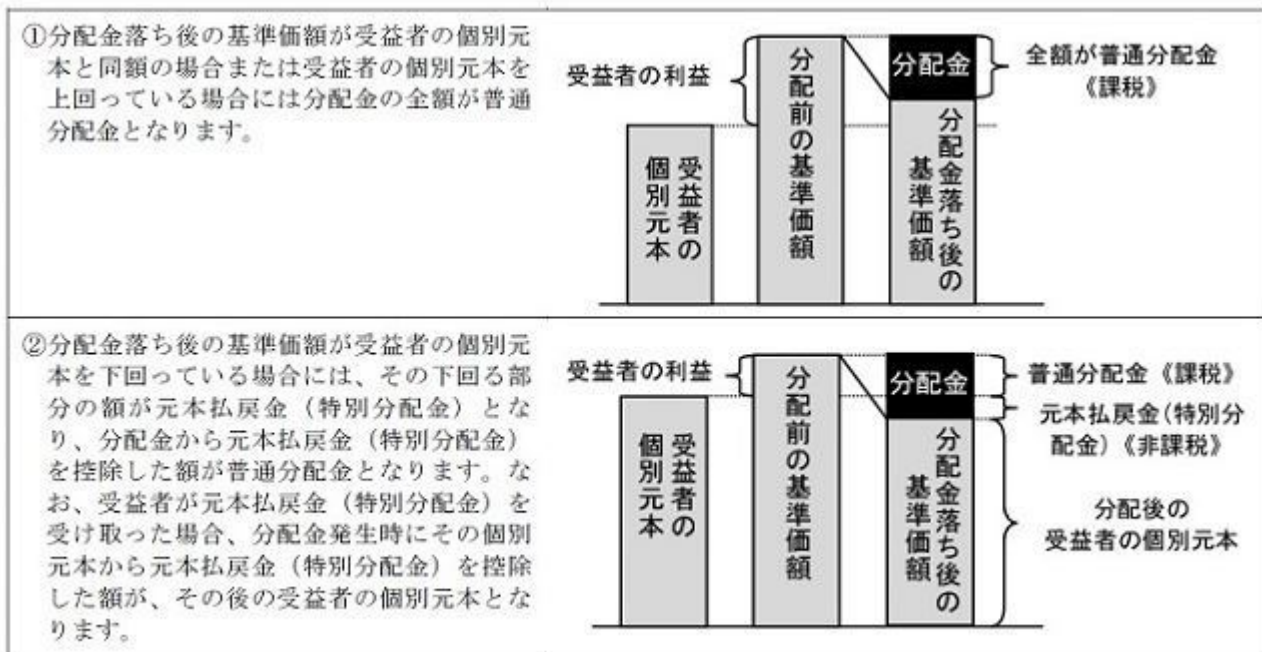 ①分配金落ち後の基準価額が受益者の個別元
本と同額の場合または受益者の個別元本を
上回っている場合には分配金の全額が普通
分配金となります。
受益者の利益
受益者の
個別元本
分配前の基準価額
分配金
分配金落ち後の
基準価額
全額が普通分配金
《課税》
②分配金落ち後の基準価額が受益者の個別元
本を下回っている場合には、その下回る部
分の額が元本払戻金（特別分配金）とな
り、分配金から元本払戻金（特別分配金）
を控除した額が普通分配金となります。な
お、受益者が元本払戻金（特別分配金）を
受け取った場合、分配金発生時にその個別
元本から元本払戻金（特別分配金）を控除
した額が、その後の受益者の個別元本とな
ります。
受益者の利益
受益者の
個別元本
分配前の基準価額
分配金
分配金落ち後の
基準価額
普通分配金《課税》
元本払戻金(特別分
配金)《非課税》
分配後の
受益者の個別元本